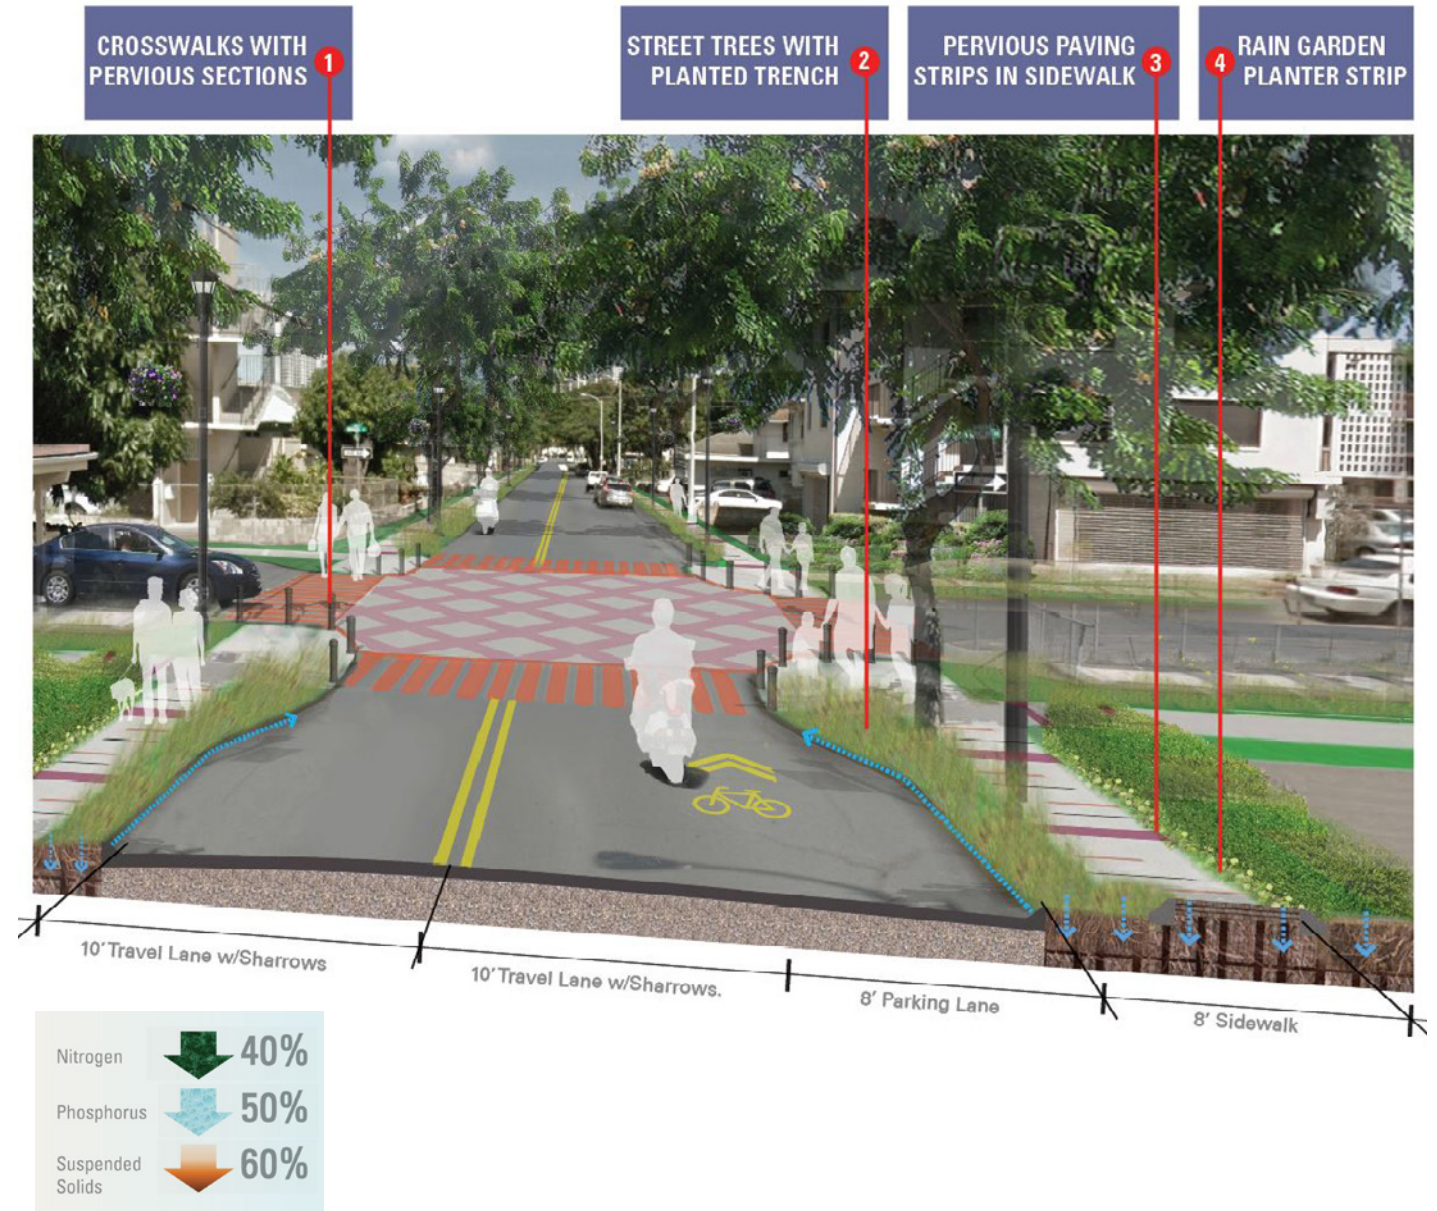 CROSSWALKS WITH
PERVIOUS SECTIONS
1
STREET TREES WITH
PLANTED TRENCH
2
PERVIOUS PAVING
STRIPS IN SIDEWALK
3
4
RAIN GARDEN
PLANTER STRIP
10' Travel Lane w/Sharrows
10' Travel Lane w/Sharrows.
8' Parking Lane
8' Sidewalk
Nitrogen
40%
Phosphorus
50%
Suspended
Solids
60%